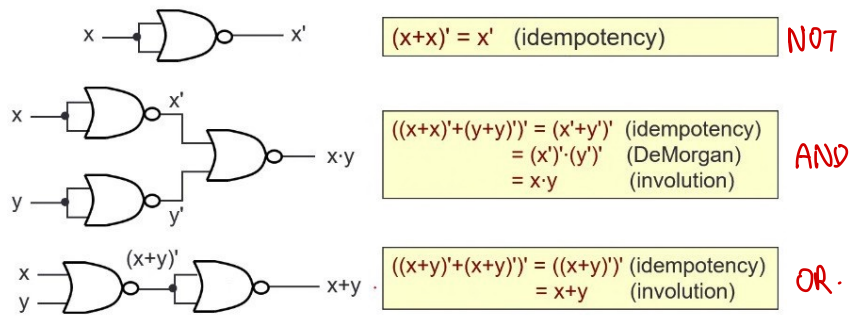 x x' (x+x)' = x' (idempotency) NOT
x x' ((x+x)'+(y+y)')' = (x'+y')' (idempotency)
x·y = (x')'·(y')' (DeMorgan) AND
y y' = x·y (involution)
x (x+y)' x+y ((x+y)'+(x+y)')' = ((x+y)')' (idempotency) OR.
y = x+y (involution)